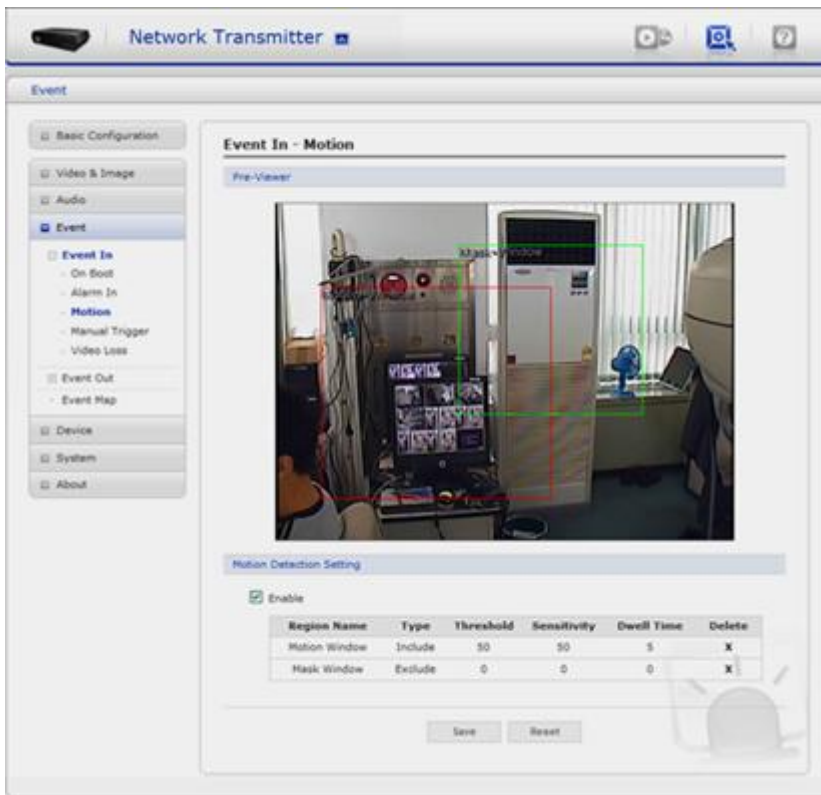 Network Transmitter
Event
Basic Configuration
Video & Image
Audio
Event
Event In
On Boot
Alarm In
Motion
Manual Trigger
Video Loss
Event Out
Event Map
Device
System
About
Event In - Motion
Pre-Viewer
Mask Window
Motion Detection Setting
Enable
Region Name Type Threshold Sensitivity Dwell Time Delete
Motion Window Include 50 50 5 X
Mask Window Exclude 0 0 0 X
Save Reset